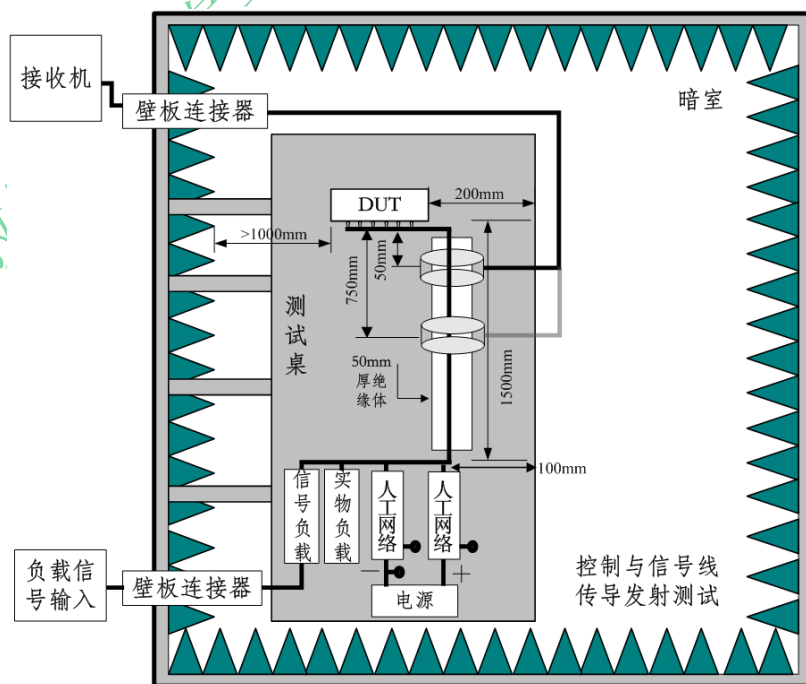 接收机
壁板连接器
暗室
DUT
200mm
>1000mm
50mm
750mm
测试桌
1500mm
50mm
厚绝
缘体
100mm
信号负载
实物负载
人工网络
人工网络
负载信
号输入
壁板连接器
－
＋
电源
控制与信号线
传导发射测试